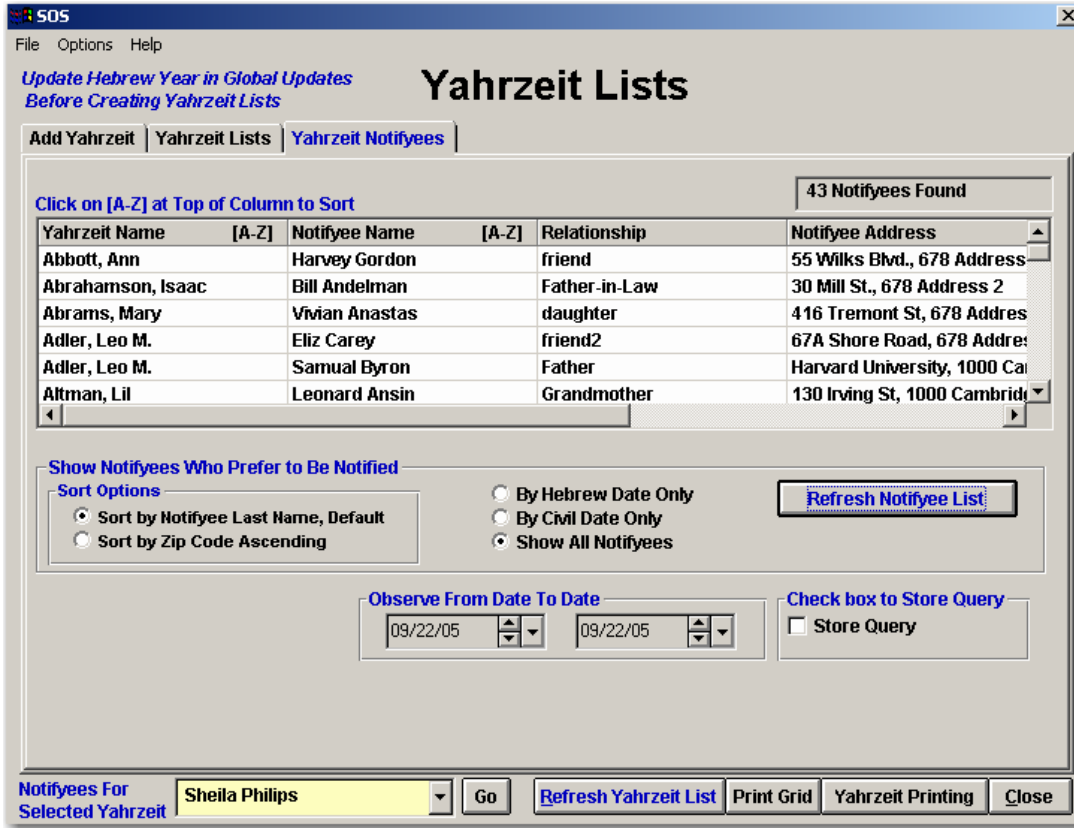 SOS
File Options Help
Update Hebrew Year in Global Updates
Before Creating Yahrzeit Lists
Yahrzeit Lists
Add Yahrzeit Yahrzeit Lists Yahrzeit Notifyees
43 Notifyees Found
Click on [A-Z] at Top of Column to Sort
Yahrzeit Name [A-Z] Notifyee Name [A-Z] Relationship Notifyee Address
Abbott, Ann Harvey Gordon friend 55 Wilks Blvd., 678 Address
Abrahamson, Isaac Bill Andelman Father-in-Law 30 Mill St., 678 Address 2
Abrams, Mary Vivian Anastas daughter 416 Tremont St, 678 Addres
Adler, Leo M. Eliz Carey friend2 67A Shore Road, 678 Addre
Adler, Leo M. Samual Byron Father Harvard University, 1000 Ca
Altman, Lil Leonard Ansin Grandmother 130 Irving St, 1000 Cambrid
Show Notifyees Who Prefer to Be Notified
Sort Options
Sort by Notifyee Last Name, Default
Sort by Zip Code Ascending
By Hebrew Date Only
By Civil Date Only
Show All Notifyees
Refresh Notifyee List
Observe From Date To Date
09/22/05 09/22/05
Check box to Store Query
Store Query
Notifyees For
Selected Yahrzeit
Sheila Philips
Go Refresh Yahrzeit List Print Grid Yahrzeit Printing Close